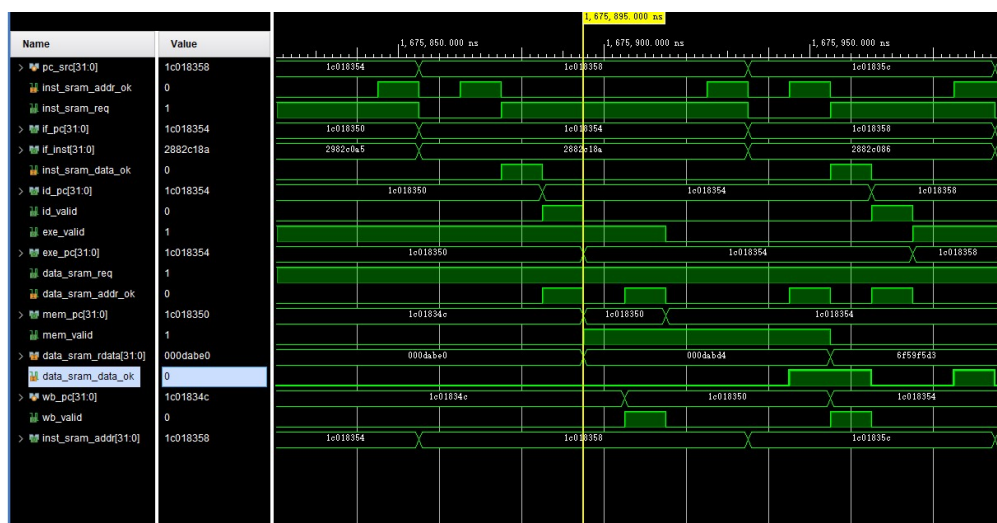 1,675,895.000 ns
Name Value
1,675,850.000 ns 1,675,900.000 ns 1,675,950.000 ns
pc_src[31:0] 1c018358 1c018354 1c018358 1c01835c
inst_sram_addr_ok 0
inst_sram_req 1
if_pc[31:0] 1c018354 1c018350 1c018354 1c018358
if_inst[31:0] 2882c18a 2982c0a5 2882c18a 2882c086
inst_sram_data_ok 0
id_pc[31:0] 1c018354 1c018350 1c018354 1c018358
id_valid 0
exe_valid 1
exe_pc[31:0] 1c018354 1c018350 1c018354 1c018358
data_sram_req 1
data_sram_addr_ok 0
mem_pc[31:0] 1c018350 1c01834c 1c018350 1c018354
mem_valid 1
data_sram_rdata[31:0] 000dabe0 000dabe0 000dabd4 6f59f5d3
data_sram_data_ok 0
wb_pc[31:0] 1c01834c 1c01834c 1c018350 1c018354
wb_valid 0
inst_sram_addr[31:0] 1c018358 1c018354 1c018358 1c01835c